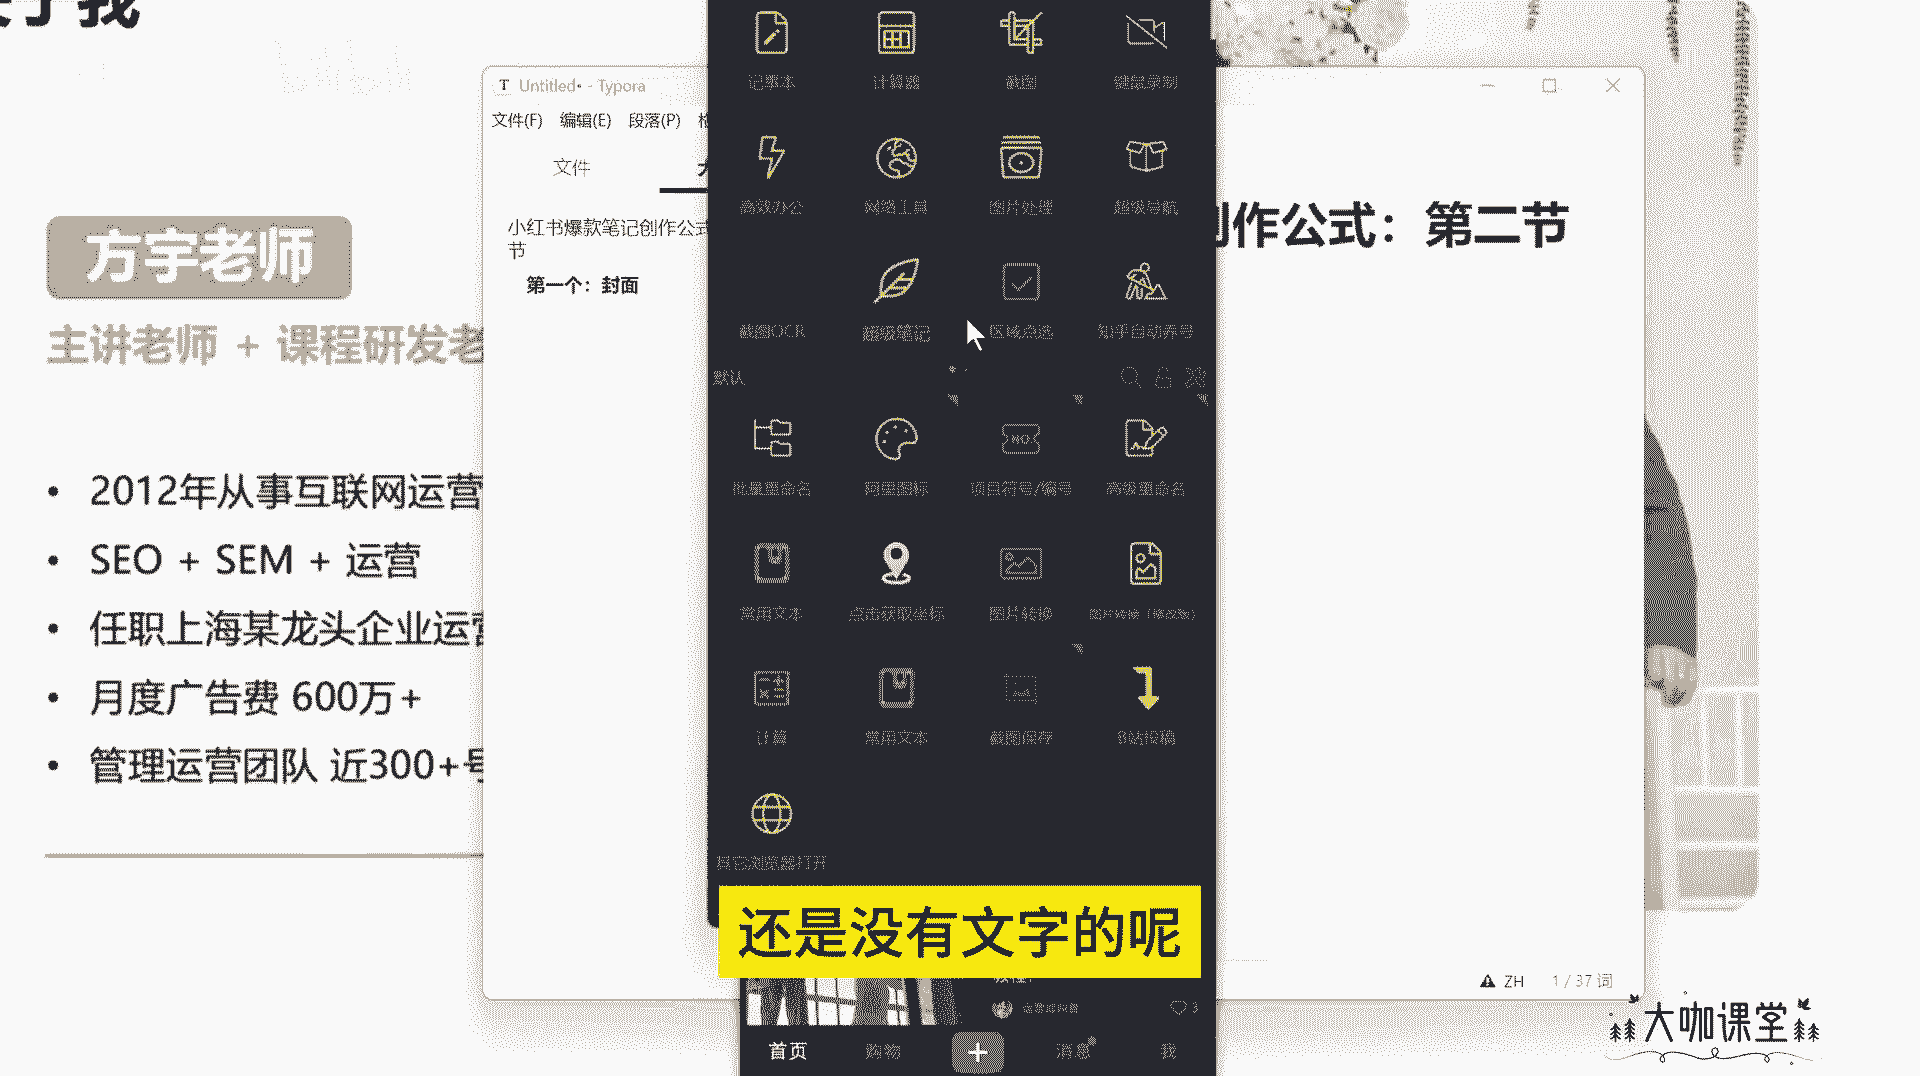 于我
方宇老师
主讲老师 + 课程研发老
2012年从事互联网运营
SEO + SEM + 运营
任职上海某龙头企业运营
月度广告费 600万+
管理运营团队 近300+号
T Untitled• - Typora
文件(F) 编辑(E) 段落(P) 格
文件
小红书爆款笔记创作公式
节
第一个：封面
创作公式：第二节
记事本 计算器 截图 键鼠录制
高效办公 网络工具 图片处理 超级导航
截图OCR 超级笔记 区域点选 知乎自动养号
默认
批量重命名 阿里图标 项目符号/编号 高级重命名
NO
常用文本 点击获取坐标 图片转换
计算 常用文本 截图保存 B站投稿
其它浏览器打开
还是没有文字的呢
3
首页 购物 消息 我
ZH 1 / 37 词
大咖课堂